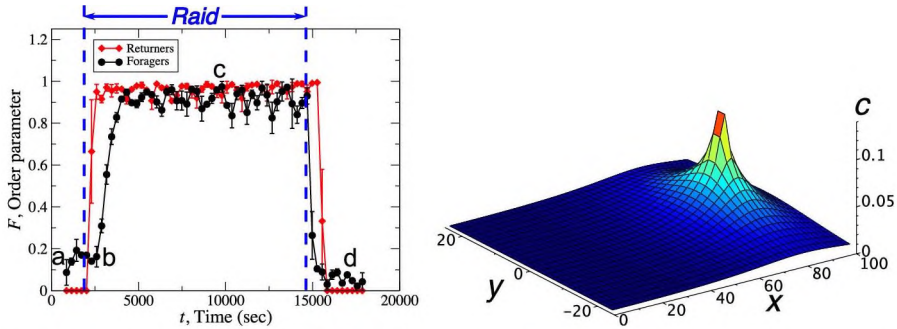 Raid
1.2
1
0.8
0.6
0.4
0.2
0
F, Order parameter
Returners
Foragers
a
b
c
d
0
5000
10000
15000
20000
t, Time (sec)
c
0.1
0.05
0
20
0
-20
y
0
20
40
60
80
100
x